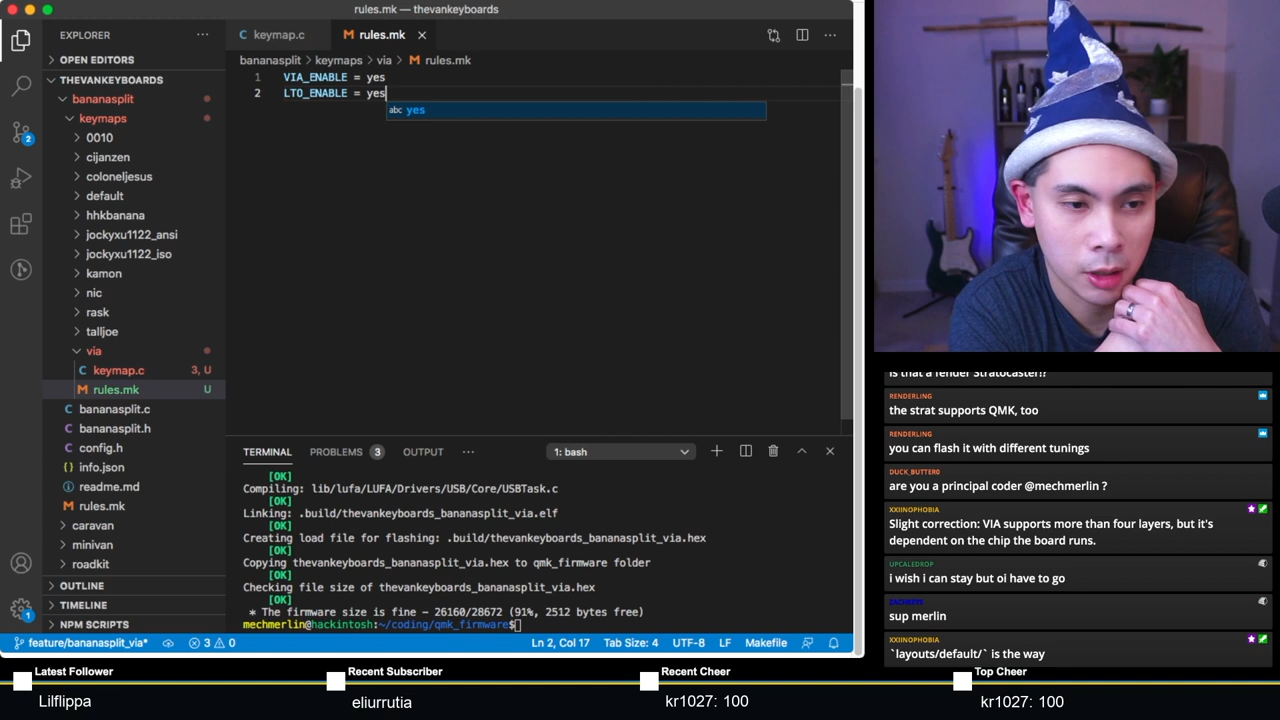 rules.mk — thevankeyboards
EXPLORER
OPEN EDITORS
THEVANKEYBOARDS
bananasplit
keymaps
0010
cijanzen
coloneljesus
default
hhkbanana
jockyxu1122_ansi
jockyxu1122_iso
kamon
nic
rask
talljoe
via
C keymap.c 3, U
M rules.mk U
C bananasplit.c
C bananasplit.h
C config.h
{} info.json
readme.md
M rules.mk
caravan
minivan
roadkit
OUTLINE
TIMELINE
NPM SCRIPTS
2
1
C keymap.c
M rules.mk
bananasplit > keymaps > via > M rules.mk
1 VIA_ENABLE = yes
2 LTO_ENABLE = yes
abc yes
TERMINAL PROBLEMS 3 OUTPUT
1: bash
[OK]
Compiling: lib/lufa/LUFA/Drivers/USB/Core/USBTask.c
[OK]
Linking: .build/thevankeyboards_bananasplit_via.elf
[OK]
Creating load file for flashing: .build/thevankeyboards_bananasplit_via.hex
[OK]
Copying thevankeyboards_bananasplit_via.hex to qmk_firmware folder
[OK]
Checking file size of thevankeyboards_bananasplit_via.hex
[OK]
* The firmware size is fine - 26160/28672 (91%, 2512 bytes free)
mechmerlin@hackintosh:~/coding/qmk_firmware$
feature/bananasplit_via* 3 0 Ln 2, Col 17 Tab Size: 4 UTF-8 LF Makefile
is that a fender Stratocaster!?
RENDERLING
the strat supports QMK, too
RENDERLING
you can flash it with different tunings
DUCK_BUTTER0
are you a principal coder @mechmerlin ?
XXIINOPHOBIA
Slight correction: VIA supports more than four layers, but it's
dependent on the chip the board runs.
UPCALEDROP
i wish i can stay but oi have to go
sup merlin
XXIINOPHOBIA
`layouts/default/` is the way
Latest Follower
Lilflippa
Recent Subscriber
eliurrutia
Recent Cheer
kr1027: 100
Top Cheer
kr1027: 100